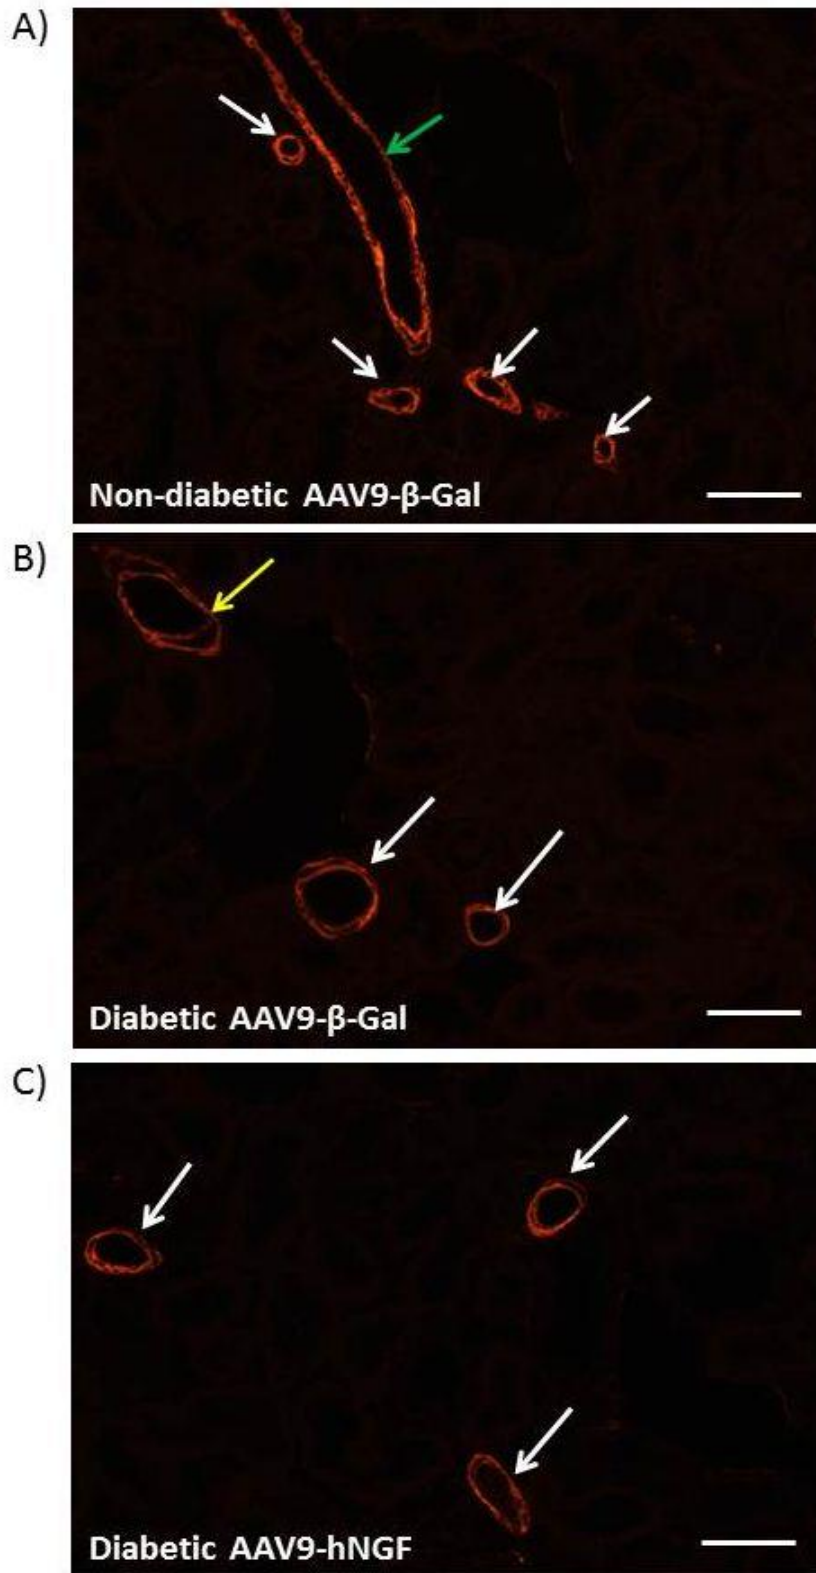 A)
Non-diabetic AAV9-β-Gal
B)
Diabetic AAV9-β-Gal
C)
Diabetic AAV9-hNGF